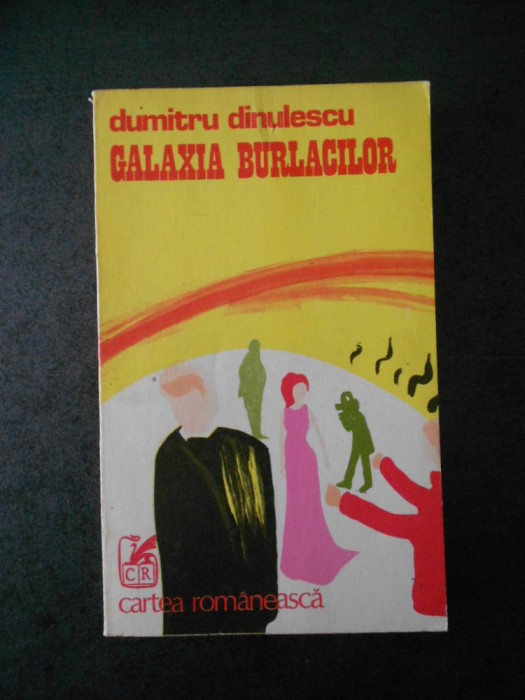 dumitru dinulescu
GALAXIA BURLACILOR
CR
cartea românească